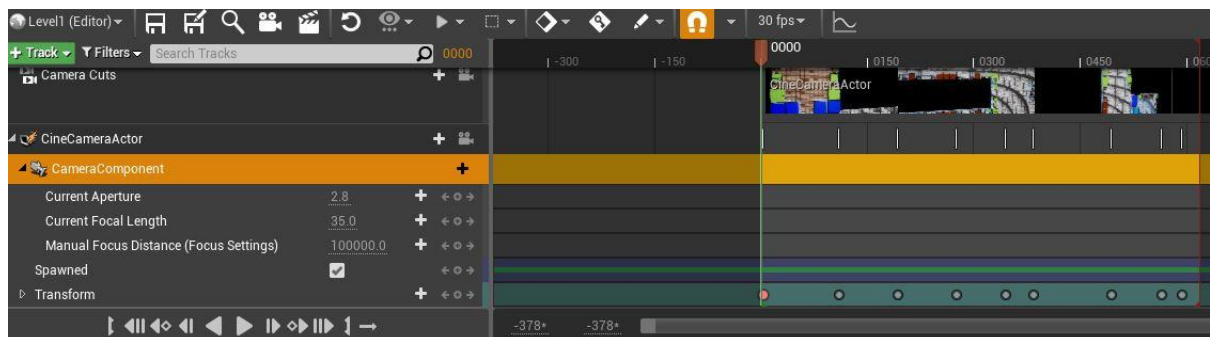 Level1 (Editor) 30 fps
+ Track Filters Search Tracks 0000 -300 -150 0000 0150 0300 0450 060
Camera Cuts CineCameraActor
CineCameraActor
CameraComponent
Current Aperture 2.8
Current Focal Length 35.0
Manual Focus Distance (Focus Settings) 100000.0
Spawned
Transform
-378* -378*